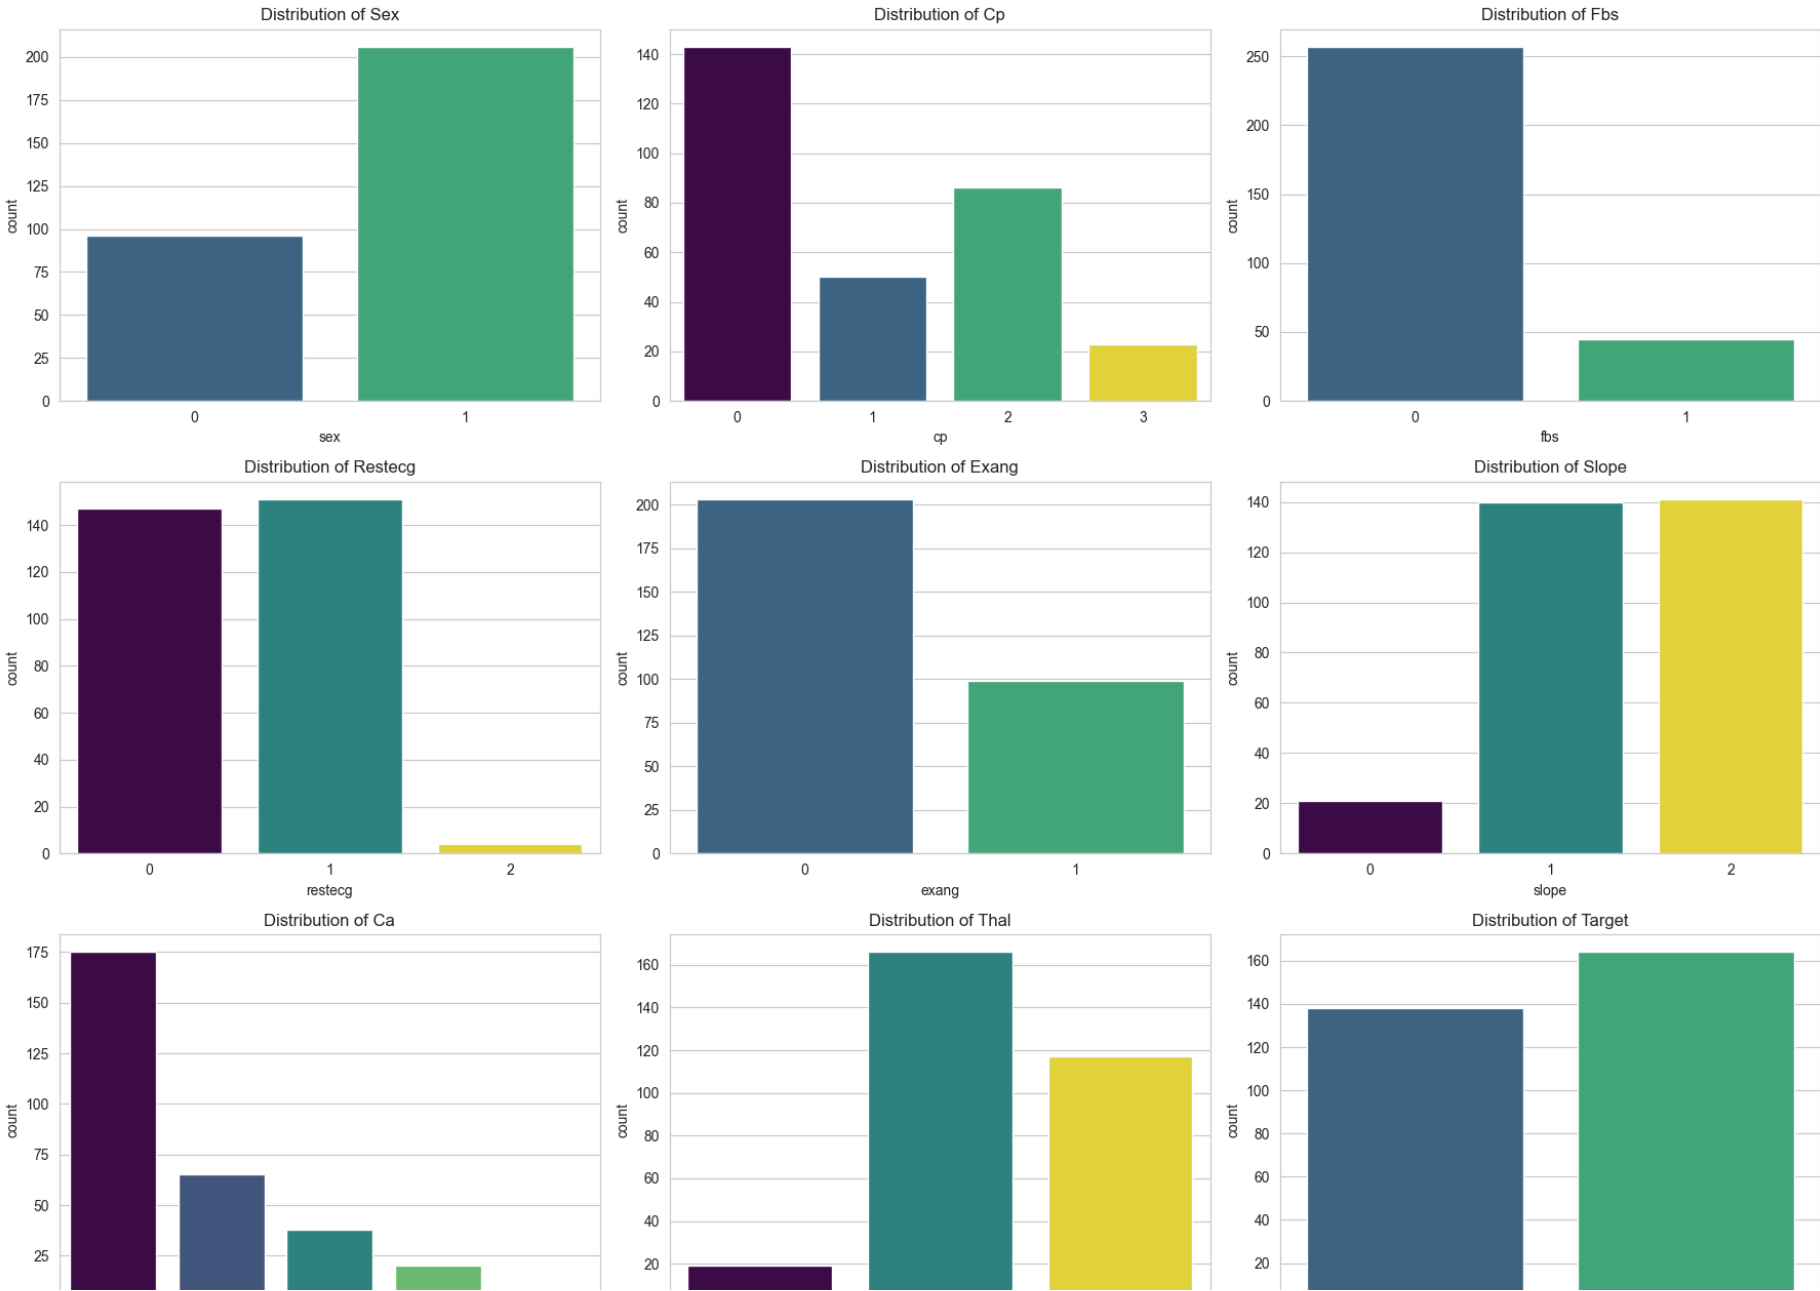 Distribution of Sex
200
175
150
125
100
75
50
25
0
count
0 1
sex
Distribution of Cp
140
120
100
80
60
40
20
0
count
0 1 2 3
cp
Distribution of Fbs
250
200
150
100
50
0
count
0 1
fbs
Distribution of Restecg
140
120
100
80
60
40
20
0
count
0 1 2
restecg
Distribution of Exang
200
175
150
125
100
75
50
25
0
count
0 1
exang
Distribution of Slope
140
120
100
80
60
40
20
0
count
0 1 2
slope
Distribution of Ca
175
150
125
100
75
50
25
count
Distribution of Thal
160
140
120
100
80
60
40
20
count
Distribution of Target
160
140
120
100
80
60
40
20
count